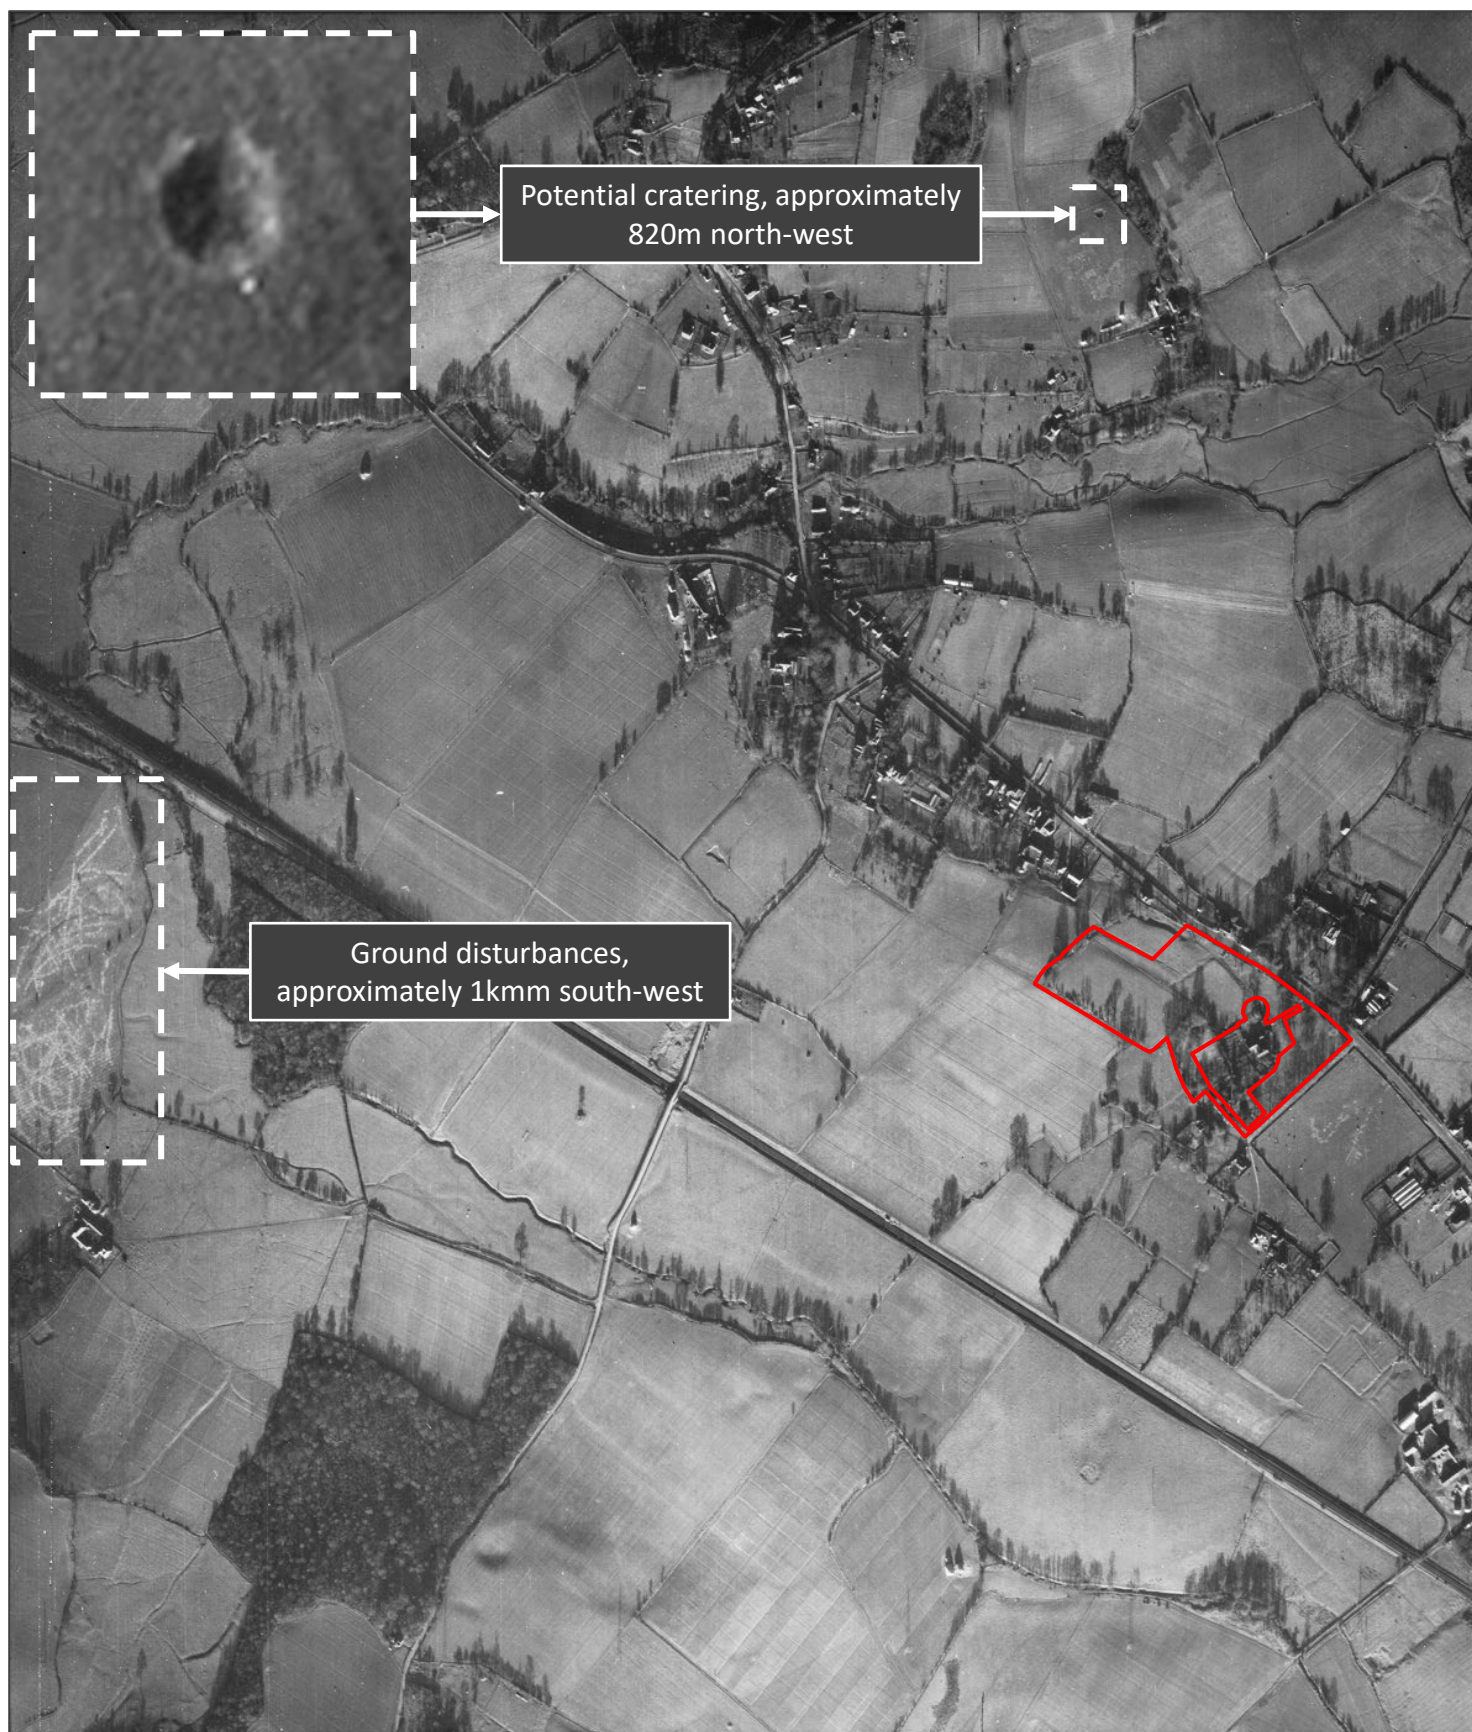 Potential cratering, approximately
820m north-west
Ground disturbances,
approximately 1kmm south-west